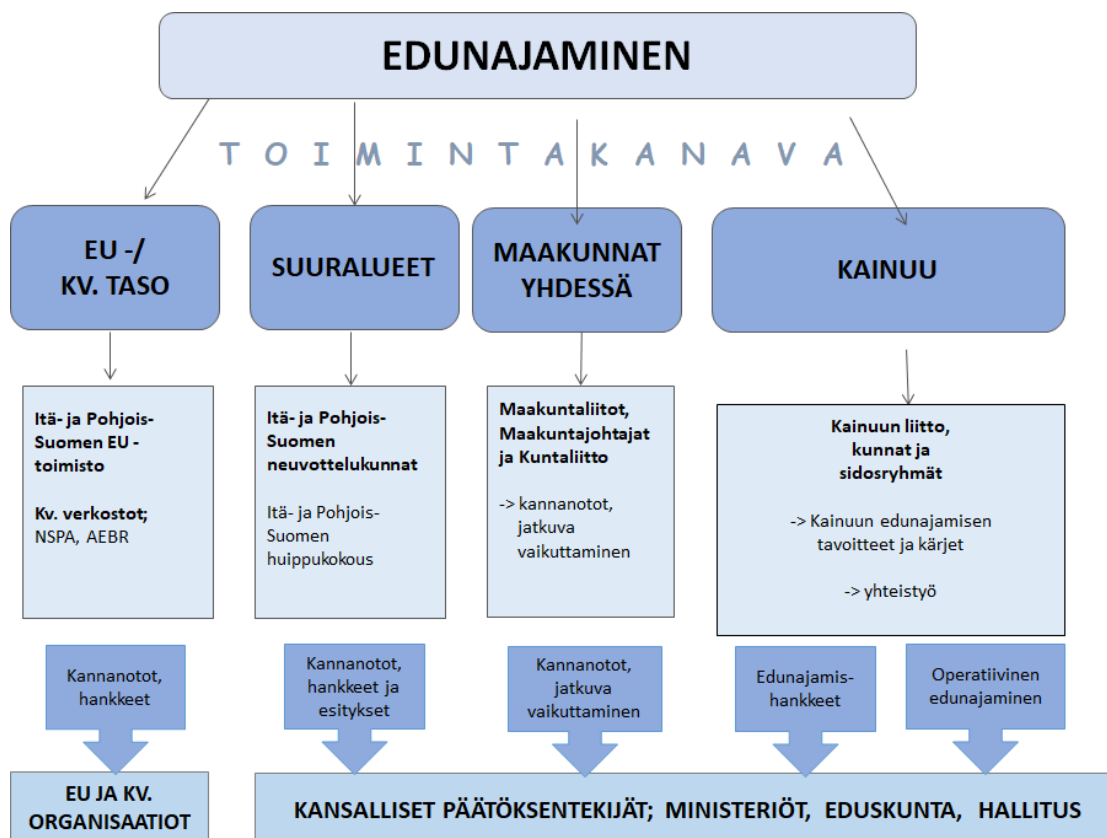 EDUNAJAMINEN
T O I M I N T A K A N A V A
EU -/
KV. TASO
SUURALUEET
MAAKUNNAT
YHDESSÄ
KAINUU
Itä- ja Pohjois-
Suomen EU -
toimisto
Kv. verkostot;
NSPA, AEBR
Itä- ja Pohjois-
Suomen
neuvottelukunnat
Itä- ja Pohjois-
Suomen
huippukokous
Maakuntaliitot,
Maakuntajohtajat
ja Kuntaliitto
-> kannanotot,
jatkuva
vaikuttaminen
Kainuun liitto,
kunnat ja
sidosryhmät
-> Kainuun edunajamisen
tavoitteet ja kärjet
-> yhteistyö
Kannanotot,
hankkeet
Kannanotot,
hankkeet ja
esitykset
Kannanotot,
jatkuva
vaikuttaminen
Edunajamis-
hankkeet
Operatiivinen
edunajaminen
EU JA KV.
ORGANISAATIOT
KANSALLISET PÄÄTÖKSENTEKIJÄT; MINISTERIÖT, EDUSKUNTA, HALLITUS